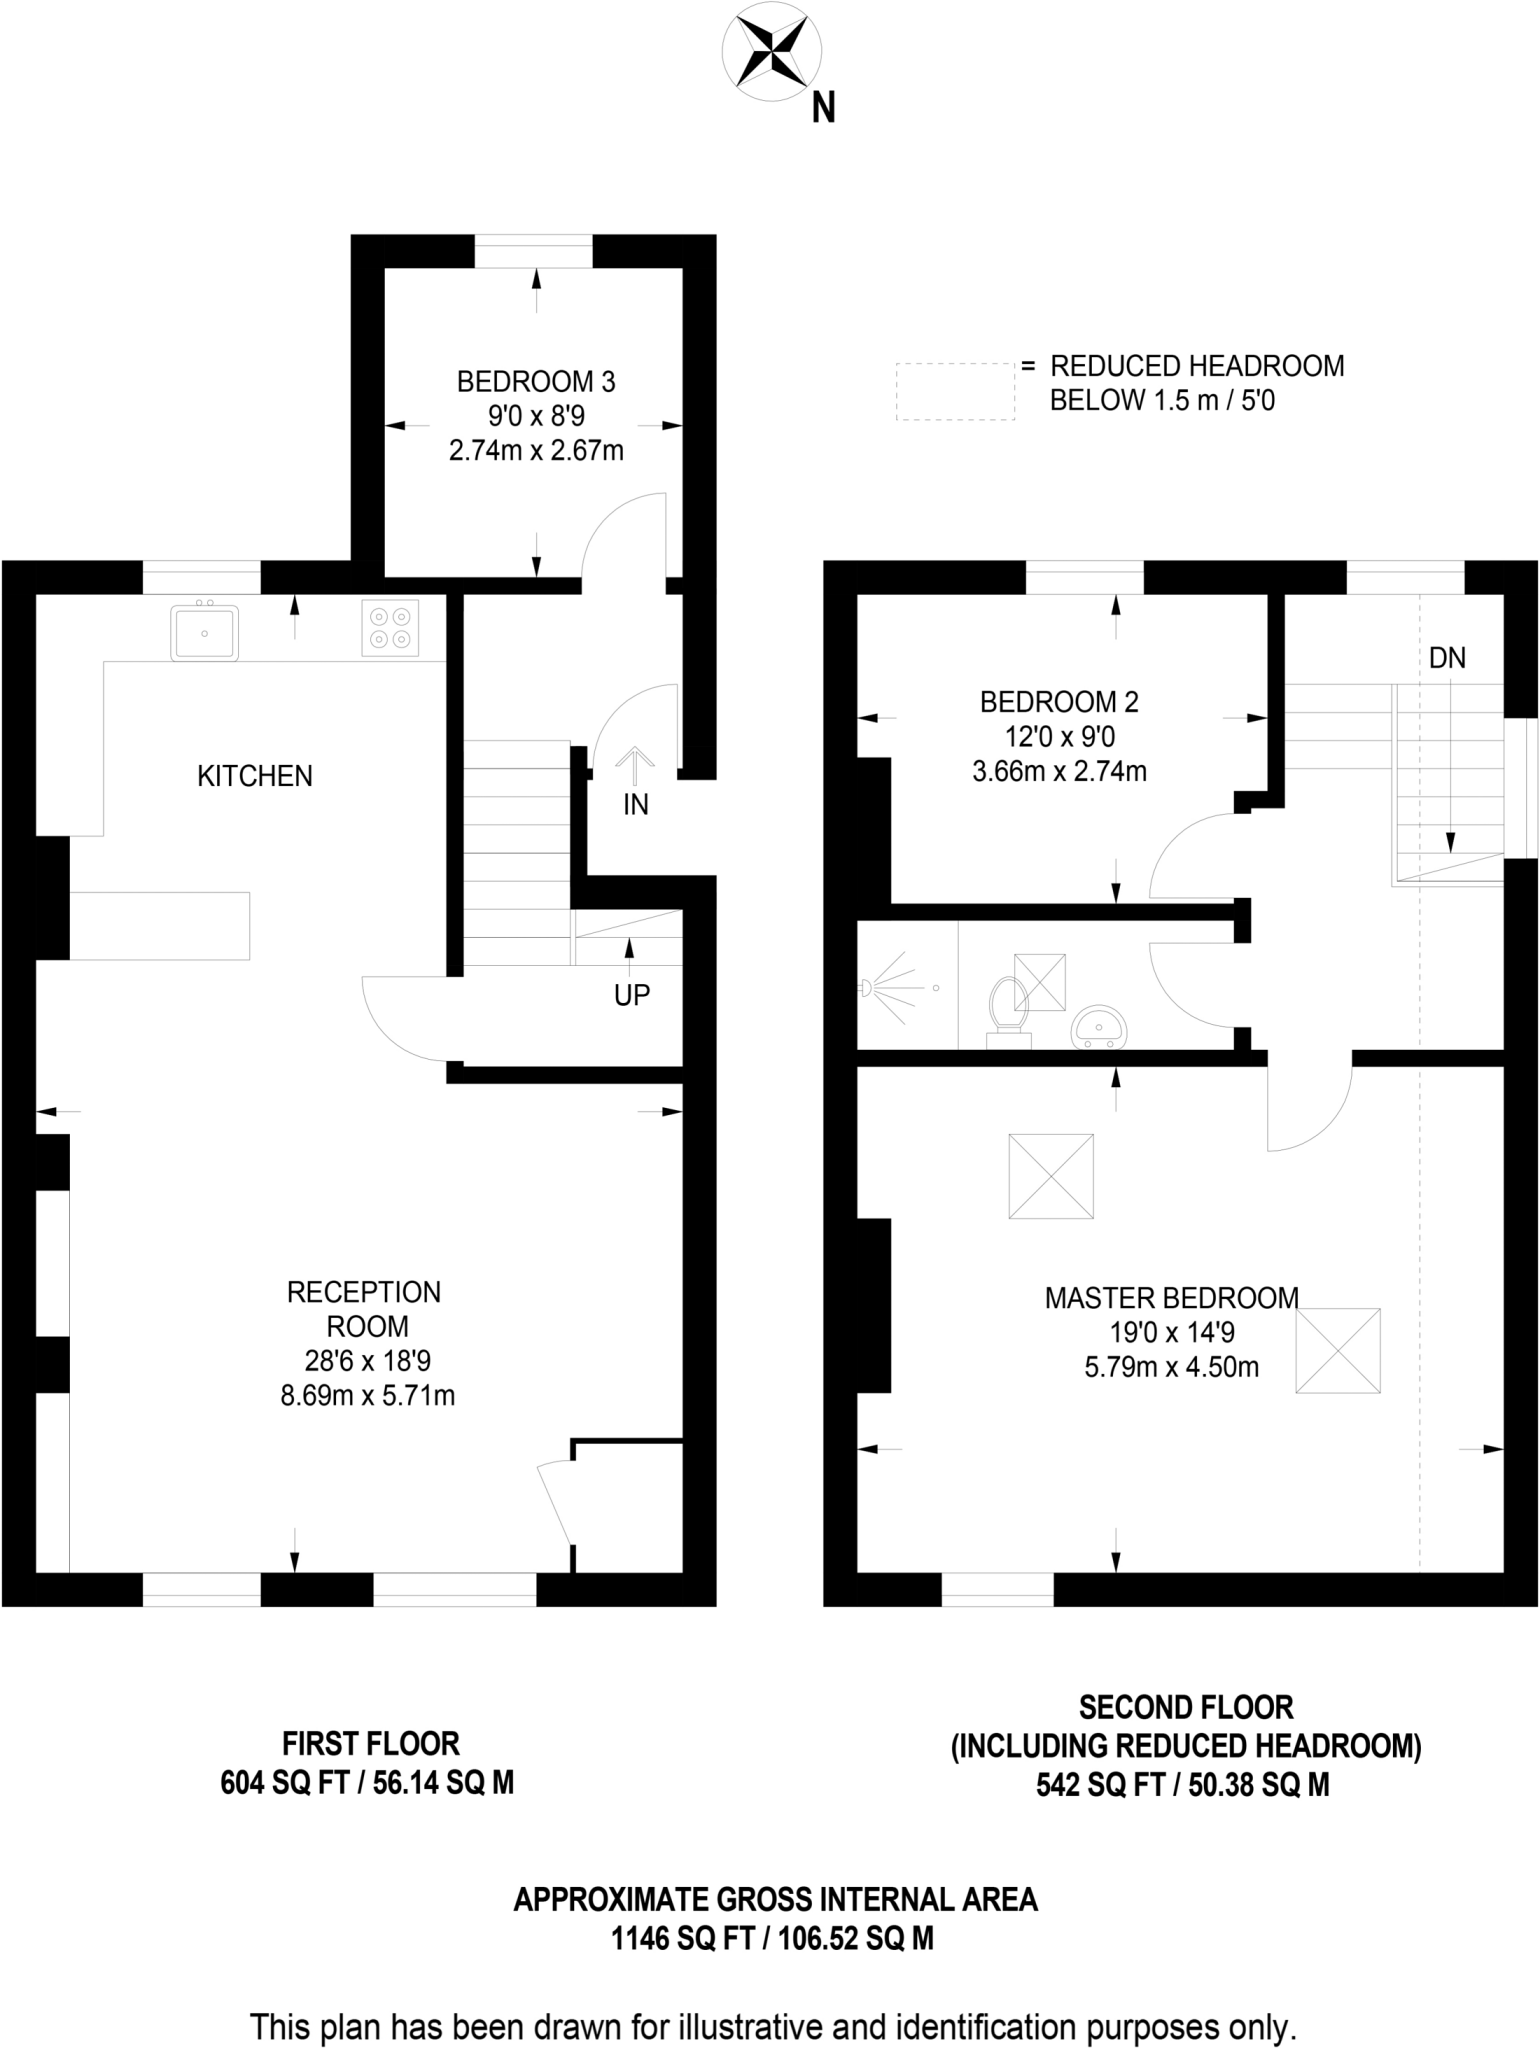 N
BEDROOM 3
9'0 x 8'9
2.74m x 2.67m
= REDUCED HEADROOM
BELOW 1.5 m / 5'0
KITCHEN
IN
UP
RECEPTION
ROOM
28'6 x 18'9
8.69m x 5.71m
DN
BEDROOM 2
12'0 x 9'0
3.66m x 2.74m
MASTER BEDROOM
19'0 x 14'9
5.79m x 4.50m
FIRST FLOOR
604 SQ FT / 56.14 SQ M
SECOND FLOOR
(INCLUDING REDUCED HEADROOM)
542 SQ FT / 50.38 SQ M
APPROXIMATE GROSS INTERNAL AREA
1146 SQ FT / 106.52 SQ M
This plan has been drawn for illustrative and identification purposes only.